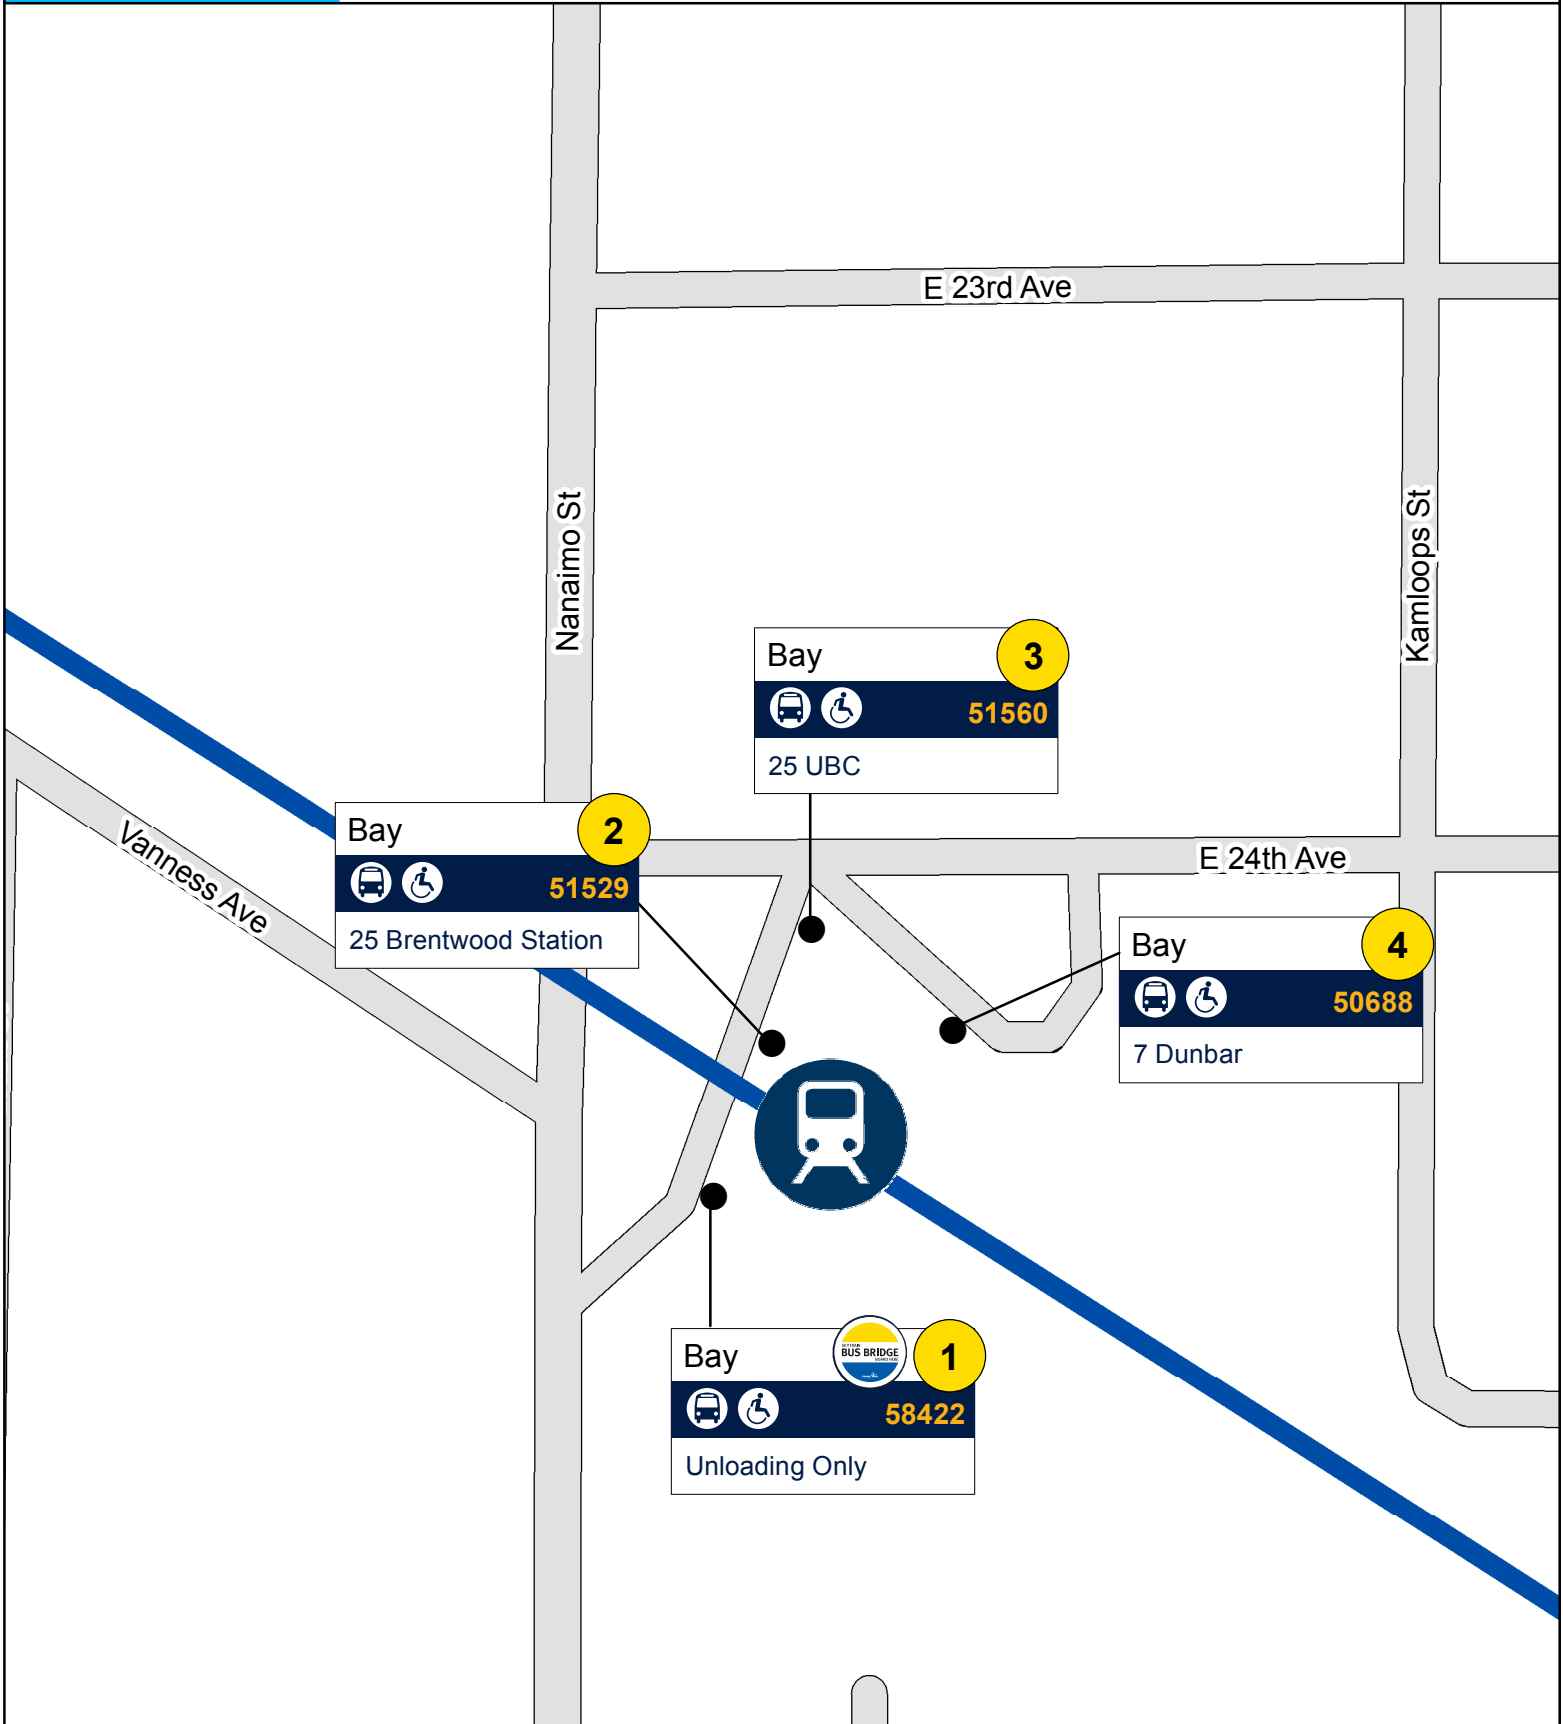 E 23rd Ave
Nanaimo St
Kamloops St
Bay 3
51560
25 UBC
Bay 2
51529
25 Brentwood Station
Vanness Ave
E 24th Ave
Bay 4
50688
7 Dunbar
Bay 1
BUS BRIDGE
58422
Unloading Only